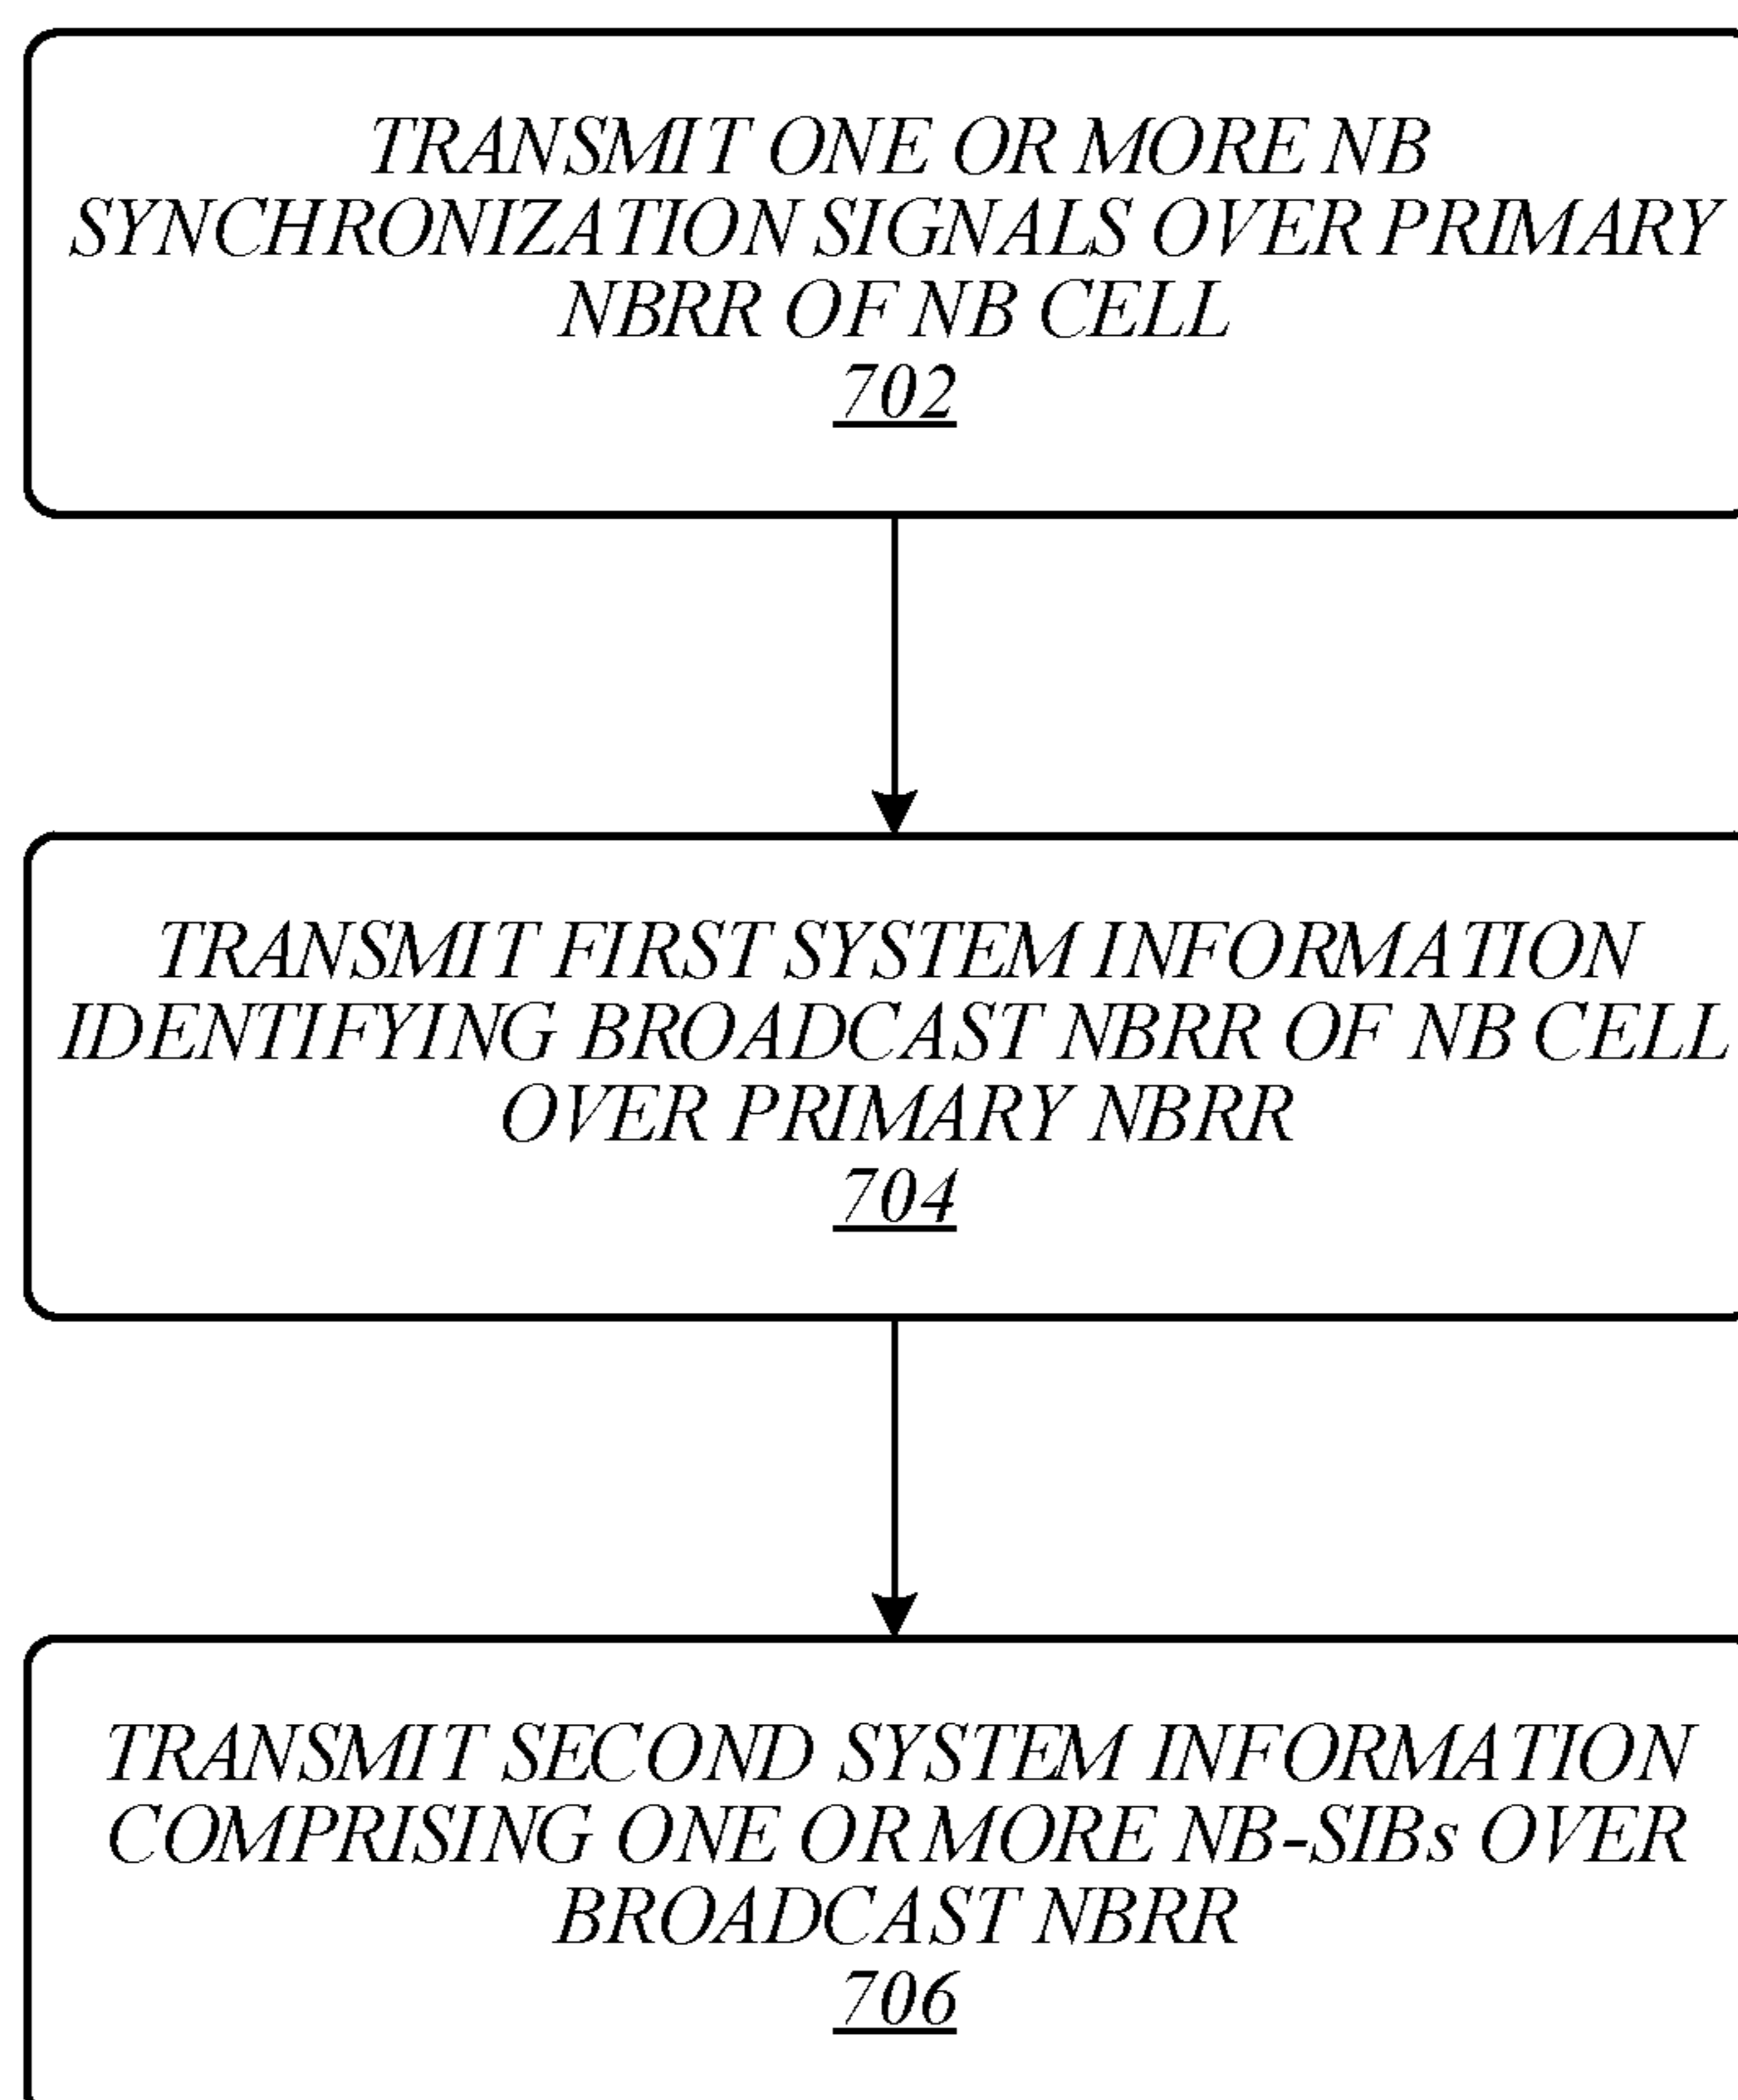 TRANSMIT ONE OR MORE NB
SYNCHRONIZATION SIGNALS OVER PRIMARY
NBRR OF NB CELL
702
TRANSMIT FIRST SYSTEM INFORMATION
IDENTIFYING BROADCAST NBRR OF NB CELL
OVER PRIMARY NBRR
704
TRANSMIT SECOND SYSTEM INFORMATION
COMPRISING ONE OR MORE NB-SIBs OVER
BROADCAST NBRR
706